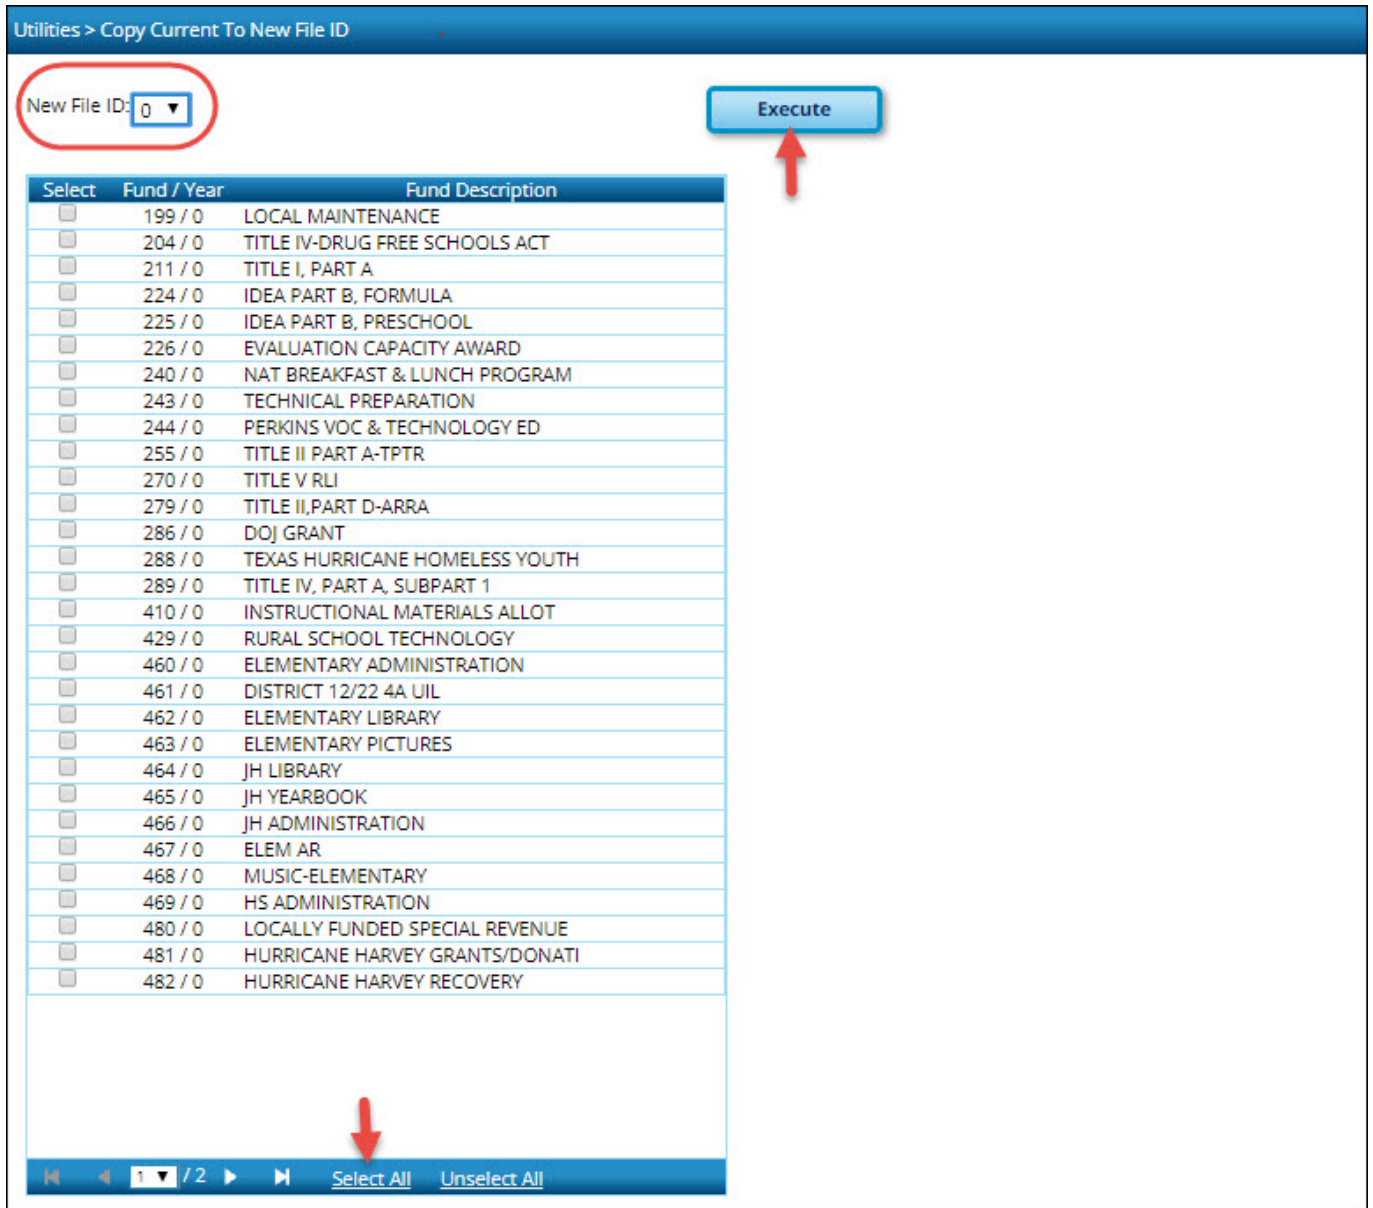 Utilities > Copy Current To New File ID
New File ID: 0
Execute
Select Fund / Year Fund Description
199 / 0 LOCAL MAINTENANCE
204 / 0 TITLE IV-DRUG FREE SCHOOLS ACT
211 / 0 TITLE I, PART A
224 / 0 IDEA PART B, FORMULA
225 / 0 IDEA PART B, PRESCHOOL
226 / 0 EVALUATION CAPACITY AWARD
240 / 0 NAT BREAKFAST & LUNCH PROGRAM
243 / 0 TECHNICAL PREPARATION
244 / 0 PERKINS VOC & TECHNOLOGY ED
255 / 0 TITLE II PART A-TPTR
270 / 0 TITLE V RLI
279 / 0 TITLE II,PART D-ARRA
286 / 0 DOJ GRANT
288 / 0 TEXAS HURRICANE HOMELESS YOUTH
289 / 0 TITLE IV, PART A, SUBPART 1
410 / 0 INSTRUCTIONAL MATERIALS ALLOT
429 / 0 RURAL SCHOOL TECHNOLOGY
460 / 0 ELEMENTARY ADMINISTRATION
461 / 0 DISTRICT 12/22 4A UIL
462 / 0 ELEMENTARY LIBRARY
463 / 0 ELEMENTARY PICTURES
464 / 0 JH LIBRARY
465 / 0 JH YEARBOOK
466 / 0 JH ADMINISTRATION
467 / 0 ELEM AR
468 / 0 MUSIC-ELEMENTARY
469 / 0 HS ADMINISTRATION
480 / 0 LOCALLY FUNDED SPECIAL REVENUE
481 / 0 HURRICANE HARVEY GRANTS/DONATI
482 / 0 HURRICANE HARVEY RECOVERY
1 / 2 Select All Unselect All